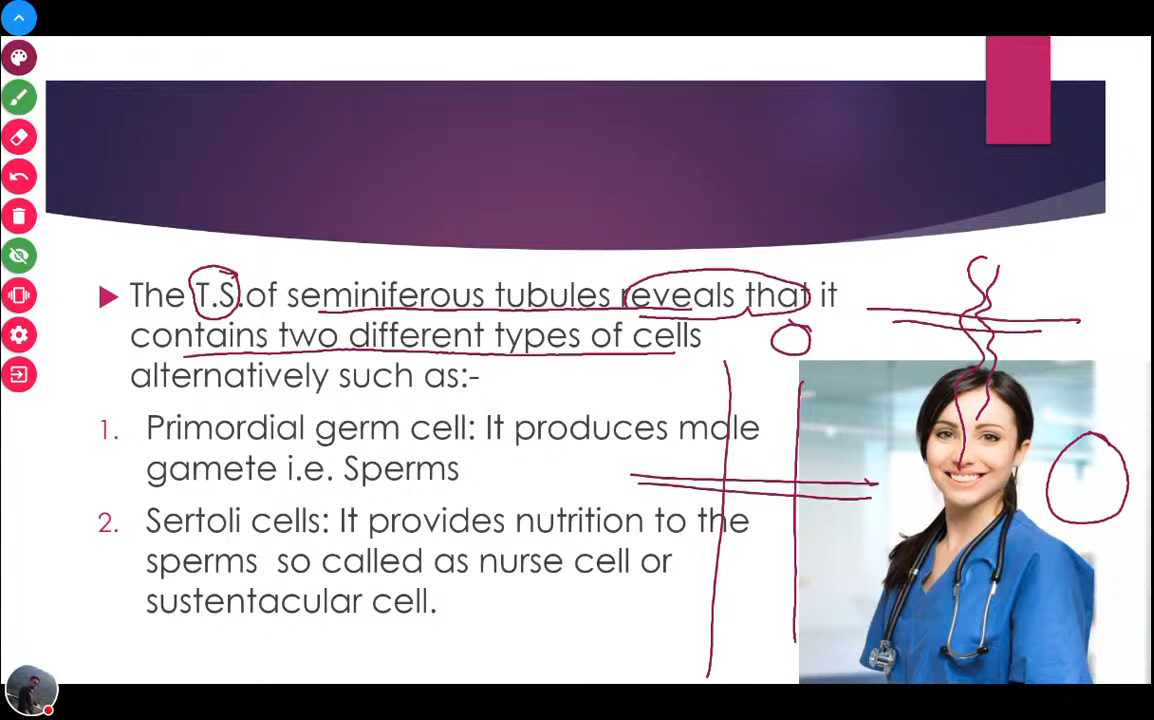 The T.S.of seminiferous tubules reveals that it
contains two different types of cells
alternatively such as:-
1. Primordial germ cell: It produces male
gamete i.e. Sperms
2. Sertoli cells: It provides nutrition to the
sperms so called as nurse cell or
sustentacular cell.